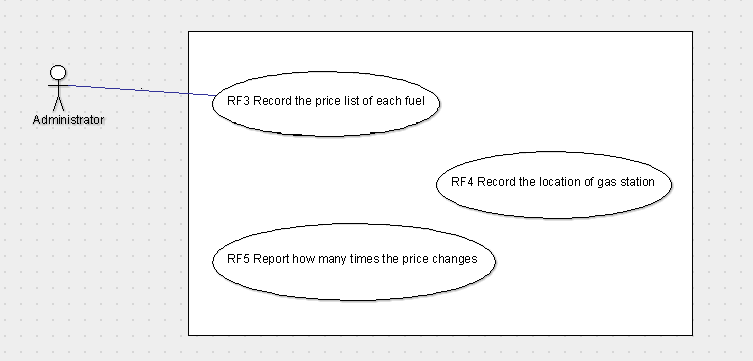 RF3 Record the price list of each fuel
Administrator
RF4 Record the location of gas station
RF5 Report how many times the price changes